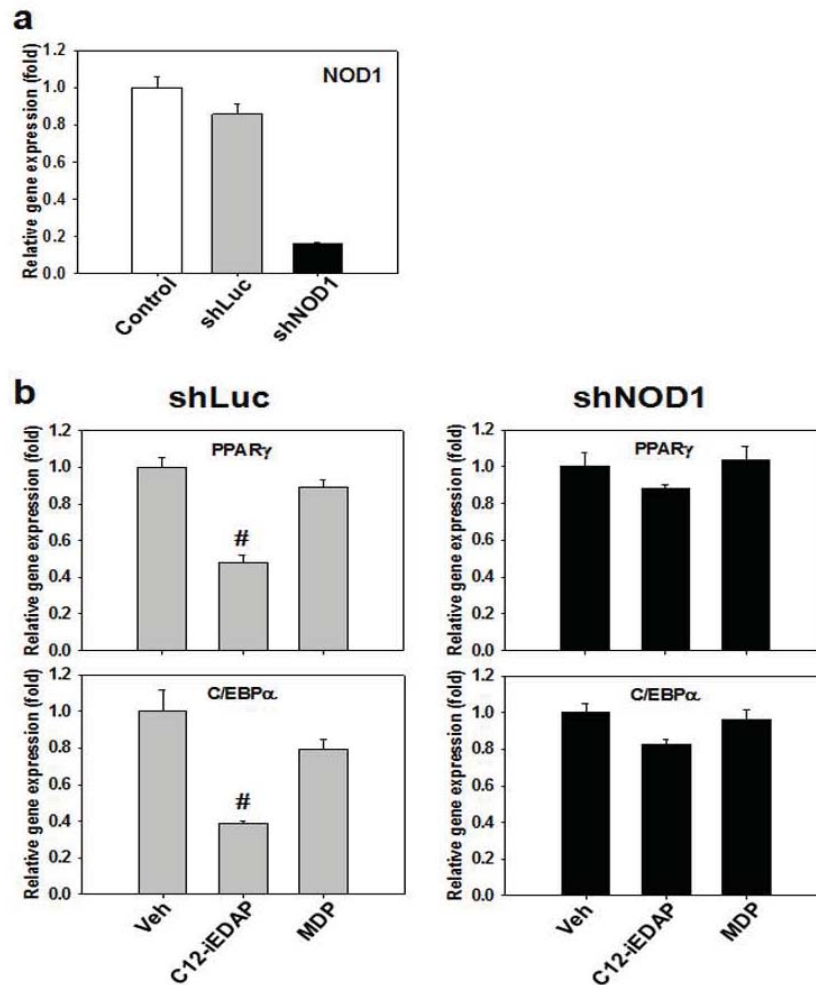 a
Relative gene expression (fold)
1.2
1.0
0.8
0.6
0.4
0.2
0.0
NOD1
Control
shLuc
shNOD1
b
shLuc
Relative gene expression (fold)
1.2
1.0
0.8
0.6
0.4
0.2
0.0
PPARγ
#
Relative gene expression (fold)
1.2
1.0
0.8
0.6
0.4
0.2
0.0
C/EBPα
#
Veh
C12-iEDAP
MDP
shNOD1
Relative gene expression (fold)
1.2
1.0
0.8
0.6
0.4
0.2
0.0
PPARγ
Relative gene expression (fold)
1.2
1.0
0.8
0.6
0.4
0.2
0.0
C/EBPα
Veh
C12-iEDAP
MDP